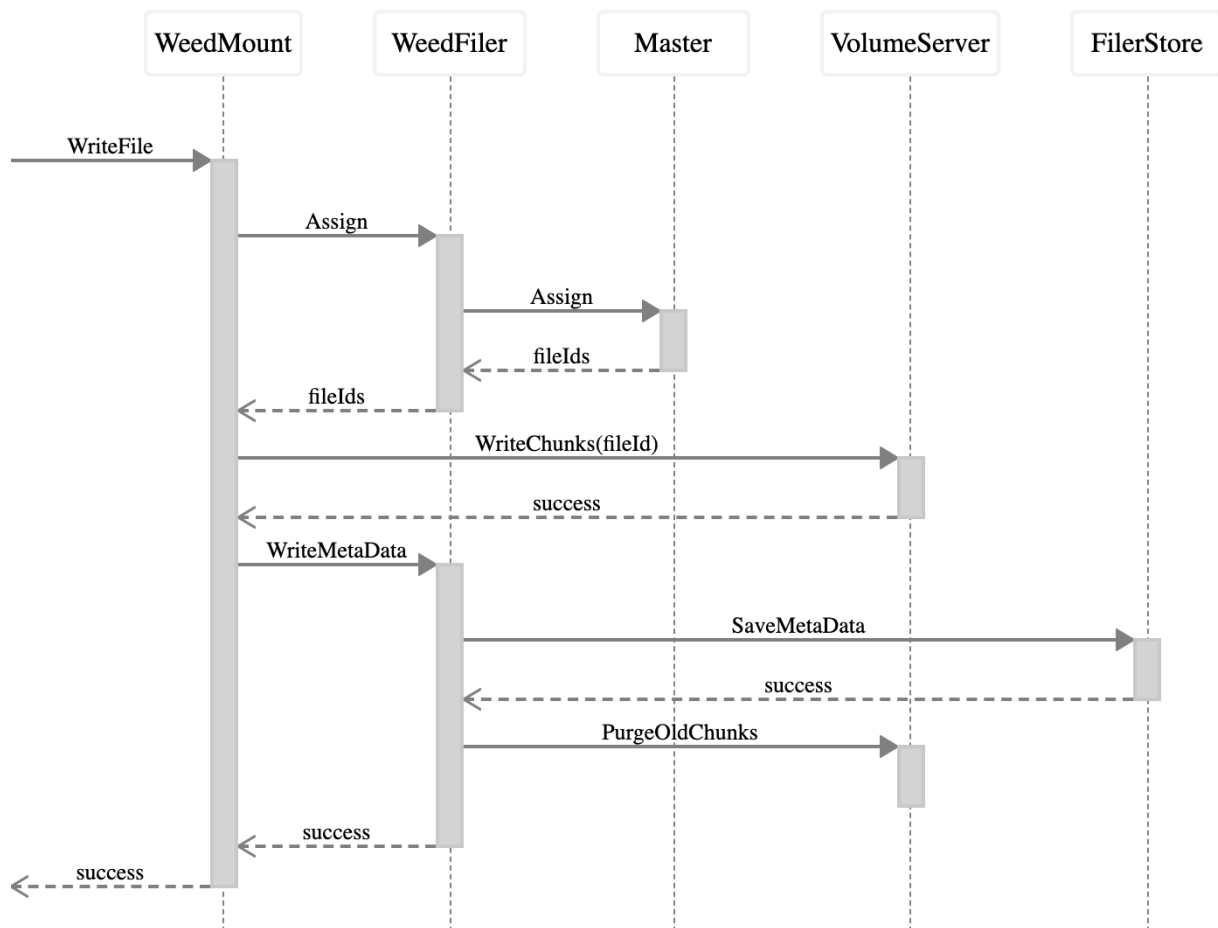 WeedMount
WeedFiler
Master
VolumeServer
FilerStore
WriteFile
Assign
Assign
fileIds
fileIds
WriteChunks(fileId)
success
WriteMetaData
SaveMetaData
success
PurgeOldChunks
success
success